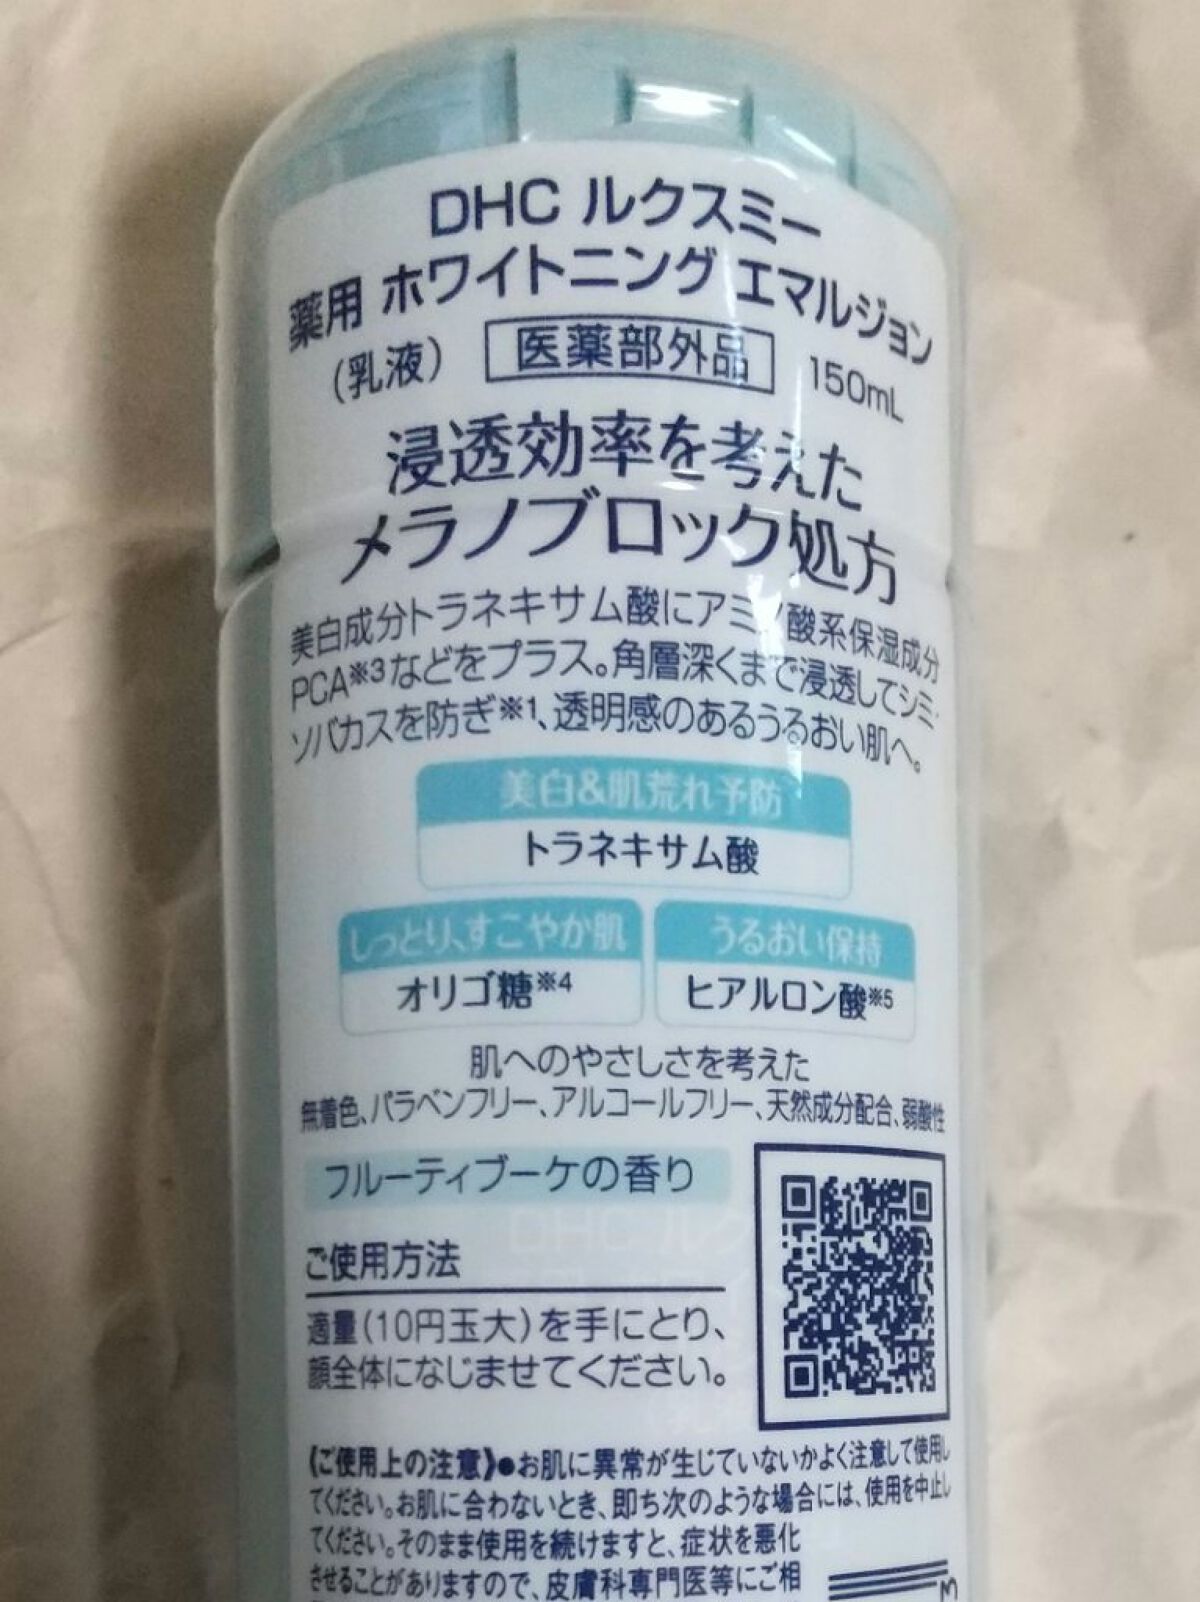 DHC ルクスミー
薬用 ホワイトニング エマルジョン
(乳液) 医薬部外品 150mL
浸透効率を考えた
メラノブロック処方
美白成分トラネキサム酸にアミノ酸系保湿成分
PCA※3などをプラス。角層深くまで浸透してシミ・
ソバカスを防ぎ※1、透明感のあるうるおい肌へ。
美白&肌荒れ予防
トラネキサム酸
しっとり、すこやか肌
オリゴ糖※4
うるおい保持
ヒアルロン酸※5
肌へのやさしさを考えた
無着色、パラベンフリー、アルコールフリー、天然成分配合、弱酸性
フルーティブーケの香り
ご使用方法
適量(10円玉大)を手にとり、
顔全体になじませてください。
《ご使用上の注意》●お肌に異常が生じていないかよく注意して使用し
てください。お肌に合わないとき、即ち次のような場合には、使用を中止し
てください。そのまま使用を続けますと、症状を悪化
させることがありますので、皮膚科専門医等にご相